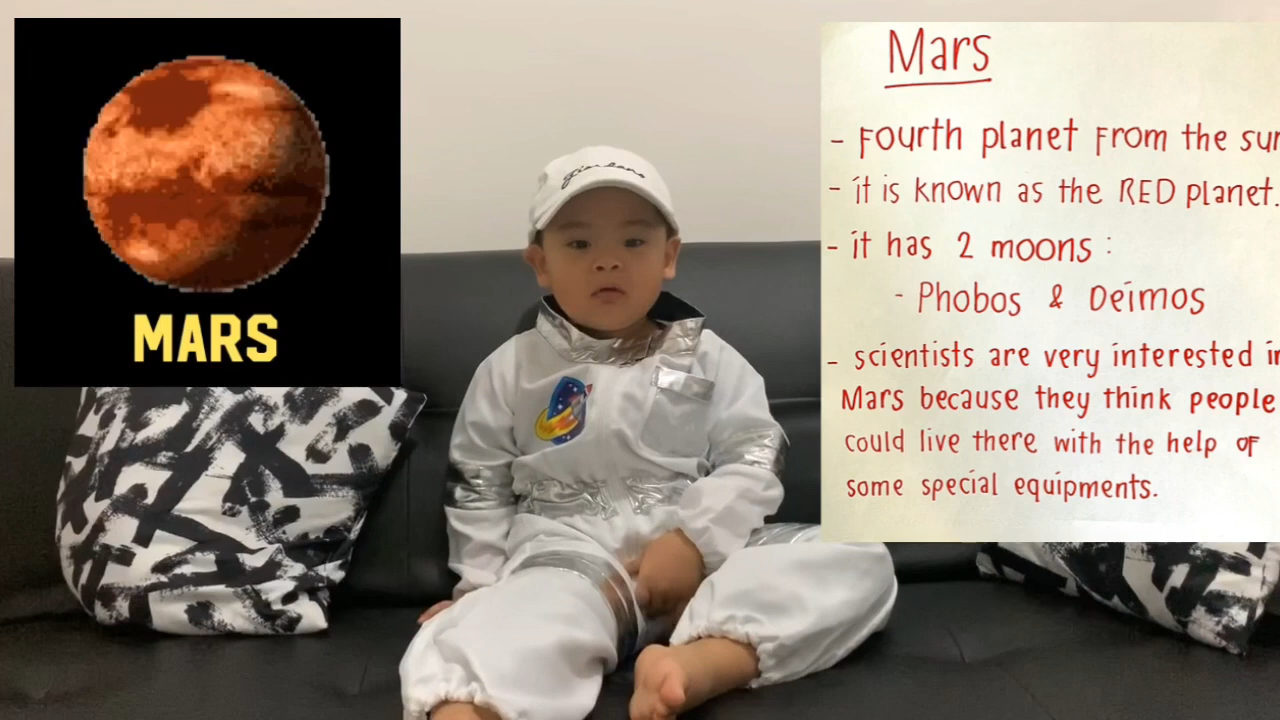 MARS
Giordano
Mars
- Fourth planet from the sun
- it is known as the RED planet.
- it has 2 moons :
- Phobos & Deimos
- scientists are very interested in
Mars because they think people
could live there with the help of
some special equipments.